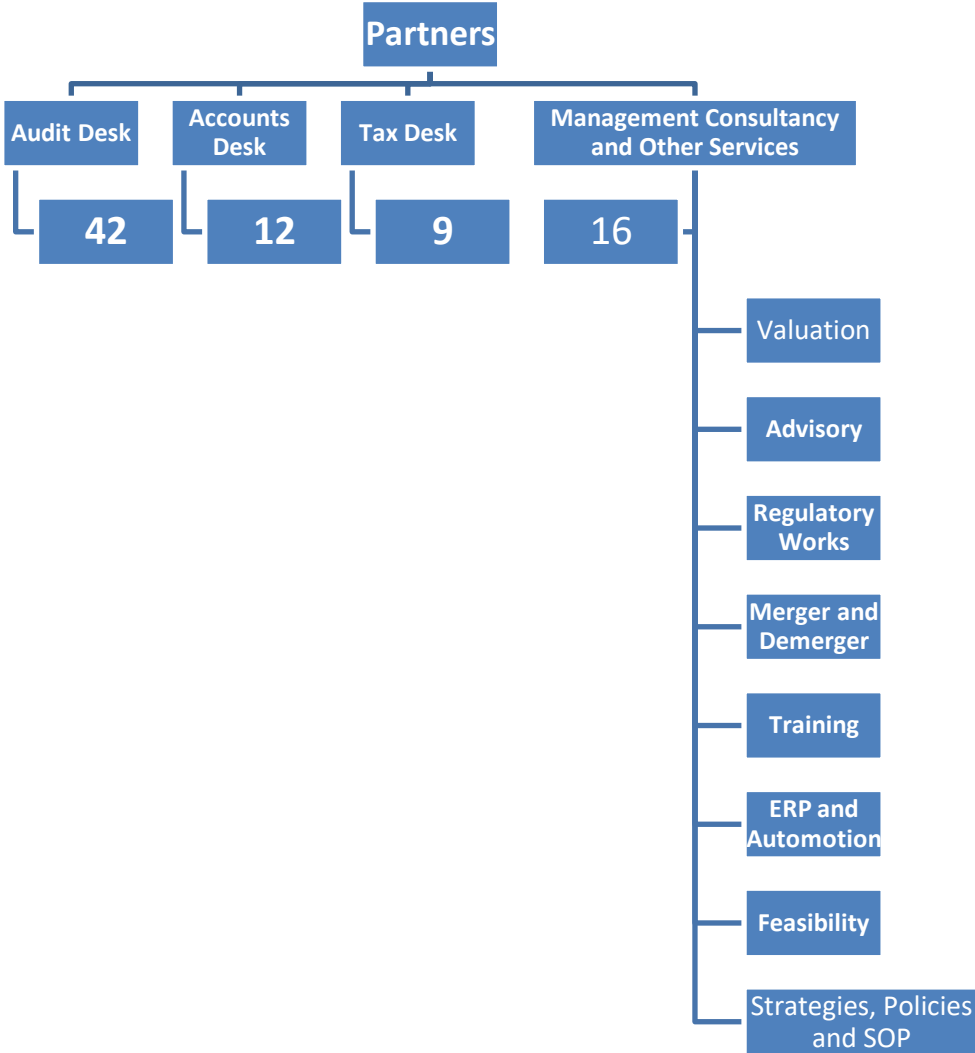 Partners
Audit Desk
Accounts
Desk
Tax Desk
Management Consultancy
and Other Services
42
12
9
16
Valuation
Advisory
Regulatory
Works
Merger and
Demerger
Training
ERP and
Automotion
Feasibility
Strategies, Policies
and SOP